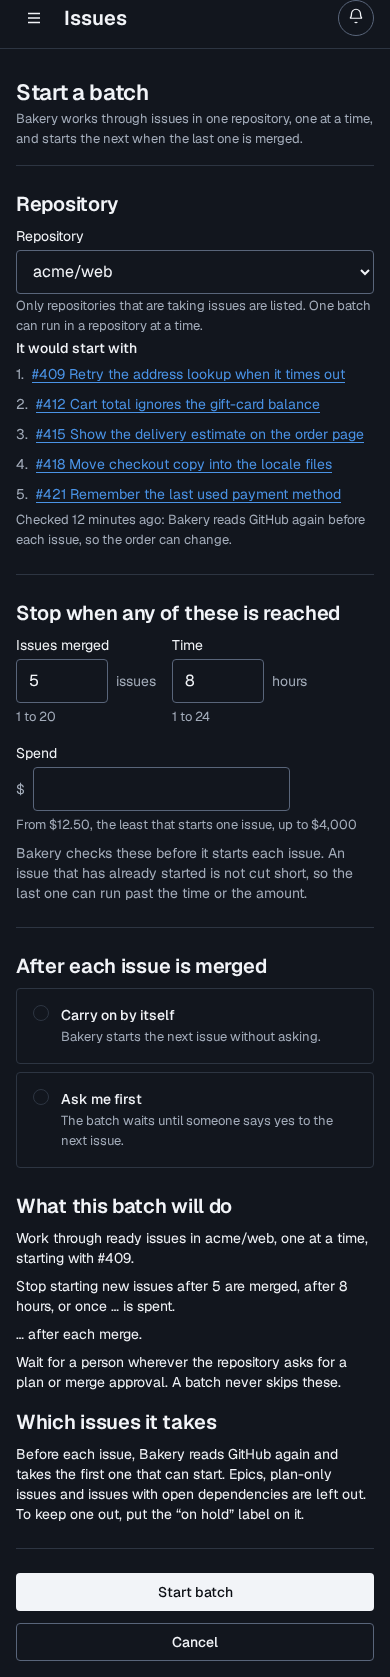 Issues
Start a batch
Bakery works through issues in one repository, one at a time,
and starts the next when the last one is merged.
Repository
Repository
acme/web
Only repositories that are taking issues are listed. One batch
can run in a repository at a time.
It would start with
1. #409 Retry the address lookup when it times out
2. #412 Cart total ignores the gift-card balance
3. #415 Show the delivery estimate on the order page
4. #418 Move checkout copy into the locale files
5. #421 Remember the last used payment method
Checked 12 minutes ago: Bakery reads GitHub again before
each issue, so the order can change.
Stop when any of these is reached
Issues merged Time
5 issues 8 hours
1 to 20 1 to 24
Spend
$
From $12.50, the least that starts one issue, up to $4,000
Bakery checks these before it starts each issue. An
issue that has already started is not cut short, so the
last one can run past the time or the amount.
After each issue is merged
Carry on by itself
Bakery starts the next issue without asking.
Ask me first
The batch waits until someone says yes to the
next issue.
What this batch will do
Work through ready issues in acme/web, one at a time,
starting with #409.
Stop starting new issues after 5 are merged, after 8
hours, or once … is spent.
… after each merge.
Wait for a person wherever the repository asks for a
plan or merge approval. A batch never skips these.
Which issues it takes
Before each issue, Bakery reads GitHub again and
takes the first one that can start. Epics, plan-only
issues and issues with open dependencies are left out.
To keep one out, put the “on hold” label on it.
Start batch
Cancel